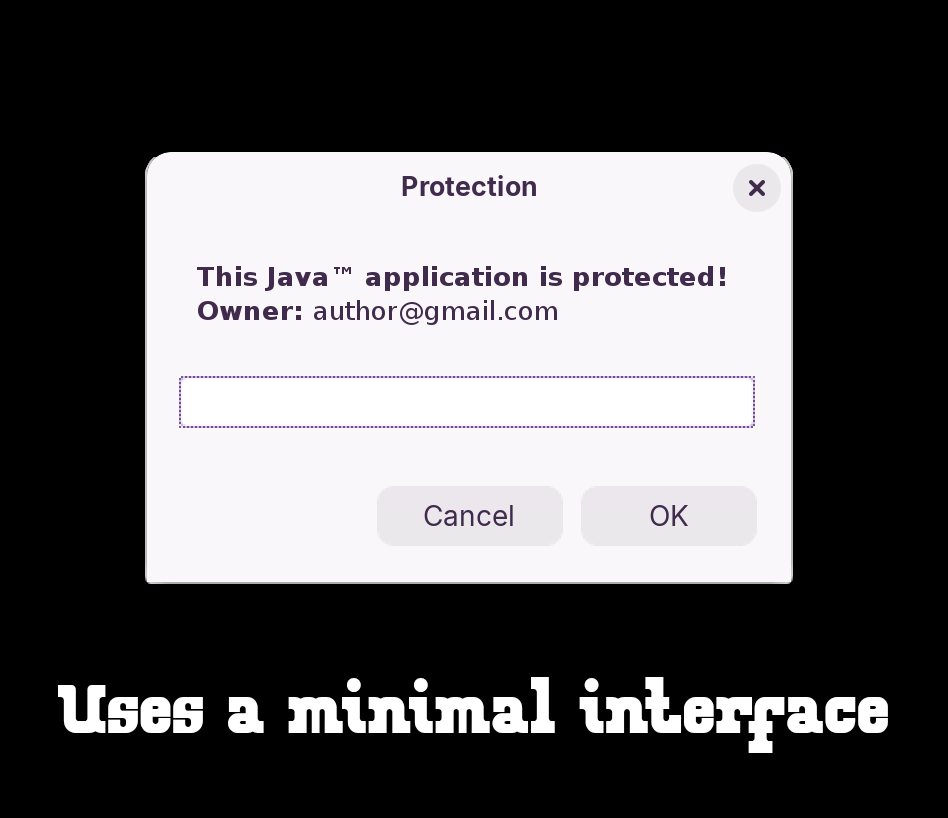 Protection
This Java™ application is protected!
Owner: author@gmail.com
Cancel OK
Uses a minimal interface